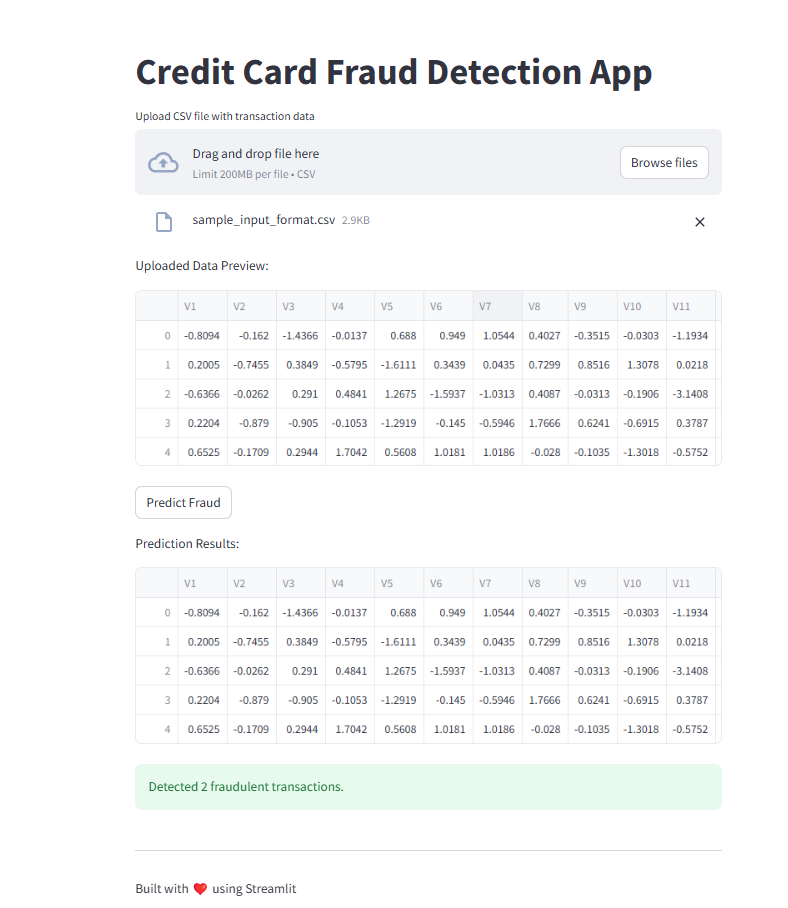 Credit Card Fraud Detection App
Upload CSV file with transaction data
Drag and drop file here
Limit 200MB per file • CSV
Browse files
sample_input_format.csv 2.9KB
Uploaded Data Preview:
V1 V2 V3 V4 V5 V6 V7 V8 V9 V10 V11
0 -0.8094 -0.162 -1.4366 -0.0137 0.688 0.949 1.0544 0.4027 -0.3515 -0.0303 -1.1934
1 0.2005 -0.7455 0.3849 -0.5795 -1.6111 0.3439 0.0435 0.7299 0.8516 1.3078 0.0218
2 -0.6366 -0.0262 0.291 0.4841 1.2675 -1.5937 -1.0313 0.4087 -0.0313 -0.1906 -3.1408
3 0.2204 -0.879 -0.905 -0.1053 -1.2919 -0.145 -0.5946 1.7666 0.6241 -0.6915 0.3787
4 0.6525 -0.1709 0.2944 1.7042 0.5608 1.0181 1.0186 -0.028 -0.1035 -1.3018 -0.5752
Predict Fraud
Prediction Results:
V1 V2 V3 V4 V5 V6 V7 V8 V9 V10 V11
0 -0.8094 -0.162 -1.4366 -0.0137 0.688 0.949 1.0544 0.4027 -0.3515 -0.0303 -1.1934
1 0.2005 -0.7455 0.3849 -0.5795 -1.6111 0.3439 0.0435 0.7299 0.8516 1.3078 0.0218
2 -0.6366 -0.0262 0.291 0.4841 1.2675 -1.5937 -1.0313 0.4087 -0.0313 -0.1906 -3.1408
3 0.2204 -0.879 -0.905 -0.1053 -1.2919 -0.145 -0.5946 1.7666 0.6241 -0.6915 0.3787
4 0.6525 -0.1709 0.2944 1.7042 0.5608 1.0181 1.0186 -0.028 -0.1035 -1.3018 -0.5752
Detected 2 fraudulent transactions.
Built with ❤️ using Streamlit